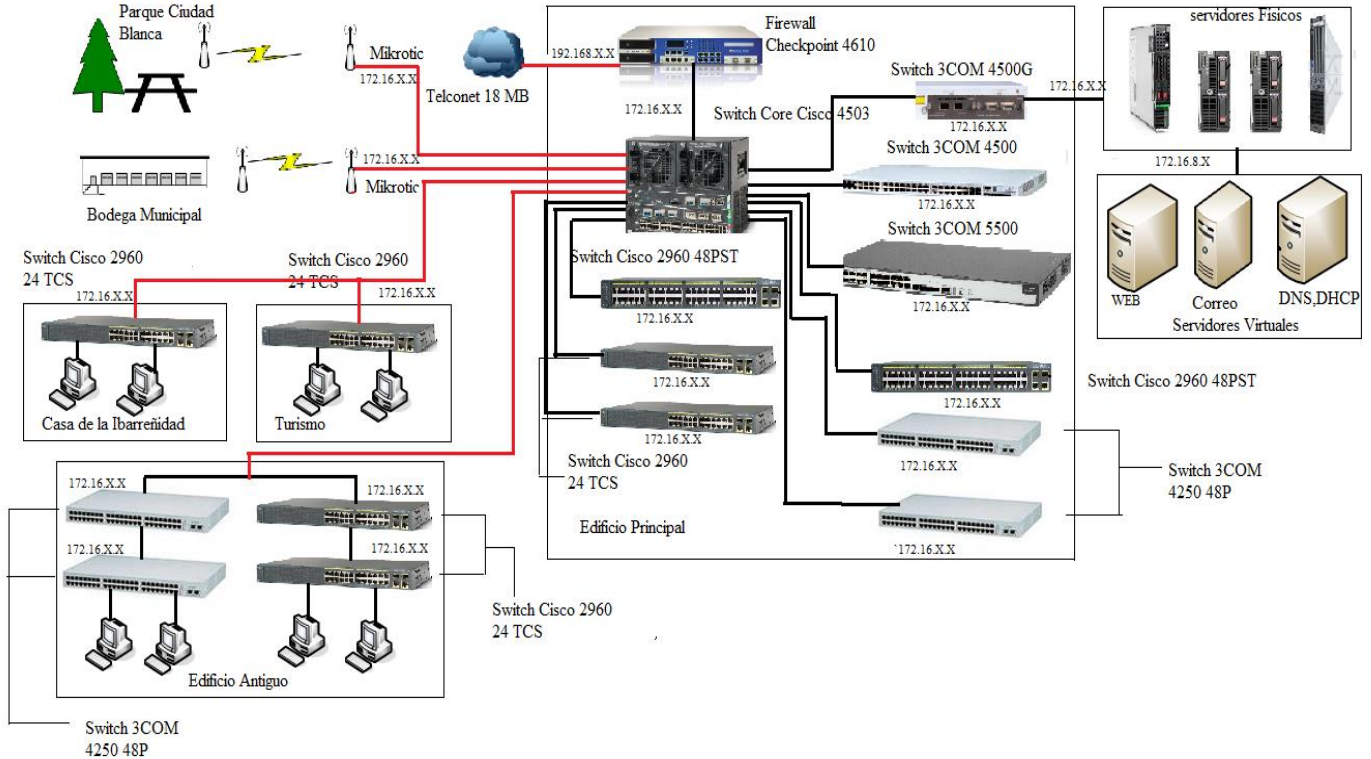 Parque Ciudad
Blanca
Mikrotic
172.16.X.X
Telconet 18 MB
192.168.X.X
Firewall
Checkpoint 4610
172.16.X.X
Switch Core Cisco 4503
Switch 3COM 4500G
172.16.X.X
172.16.X.X
servidores Fisicos
172.16.8.X
WEB
Correo
DNS,DHCP
Servidores Virtuales
Switch 3COM 4500
172.16.X.X
Switch 3COM 5500
172.16.X.X
Bodega Municipal
172.16.X.X
Mikrotic
Switch Cisco 2960
24 TCS
172.16.X.X
Casa de la Ibarreñidad
Switch Cisco 2960
24 TCS
172.16.X.X
Turismo
Switch Cisco 2960 48PST
172.16.X.X
172.16.X.X
172.16.X.X
Switch Cisco 2960
24 TCS
Edificio Principal
Switch Cisco 2960 48PST
172.16.X.X
172.16.X.X
172.16.X.X
Switch 3COM
4250 48P
172.16.X.X
172.16.X.X
172.16.X.X
172.16.X.X
Edificio Antiguo
Switch Cisco 2960
24 TCS
Switch 3COM
4250 48P